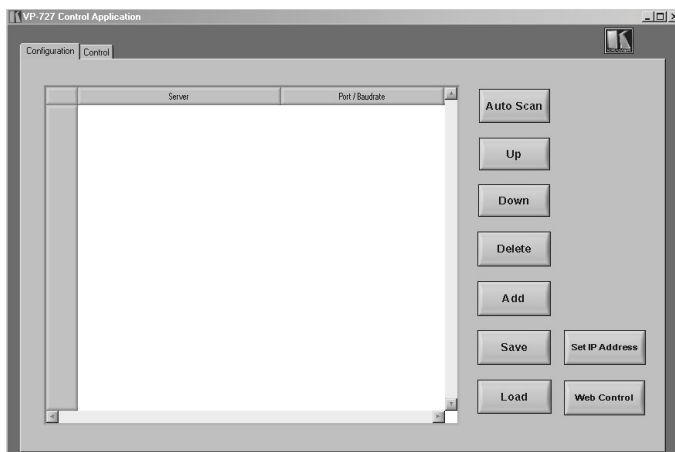 VP-727 Control Application
Configuration Control
Server Port / Baudrate
Auto Scan
Up
Down
Delete
Add
Save Set IP Address
Load Web Control